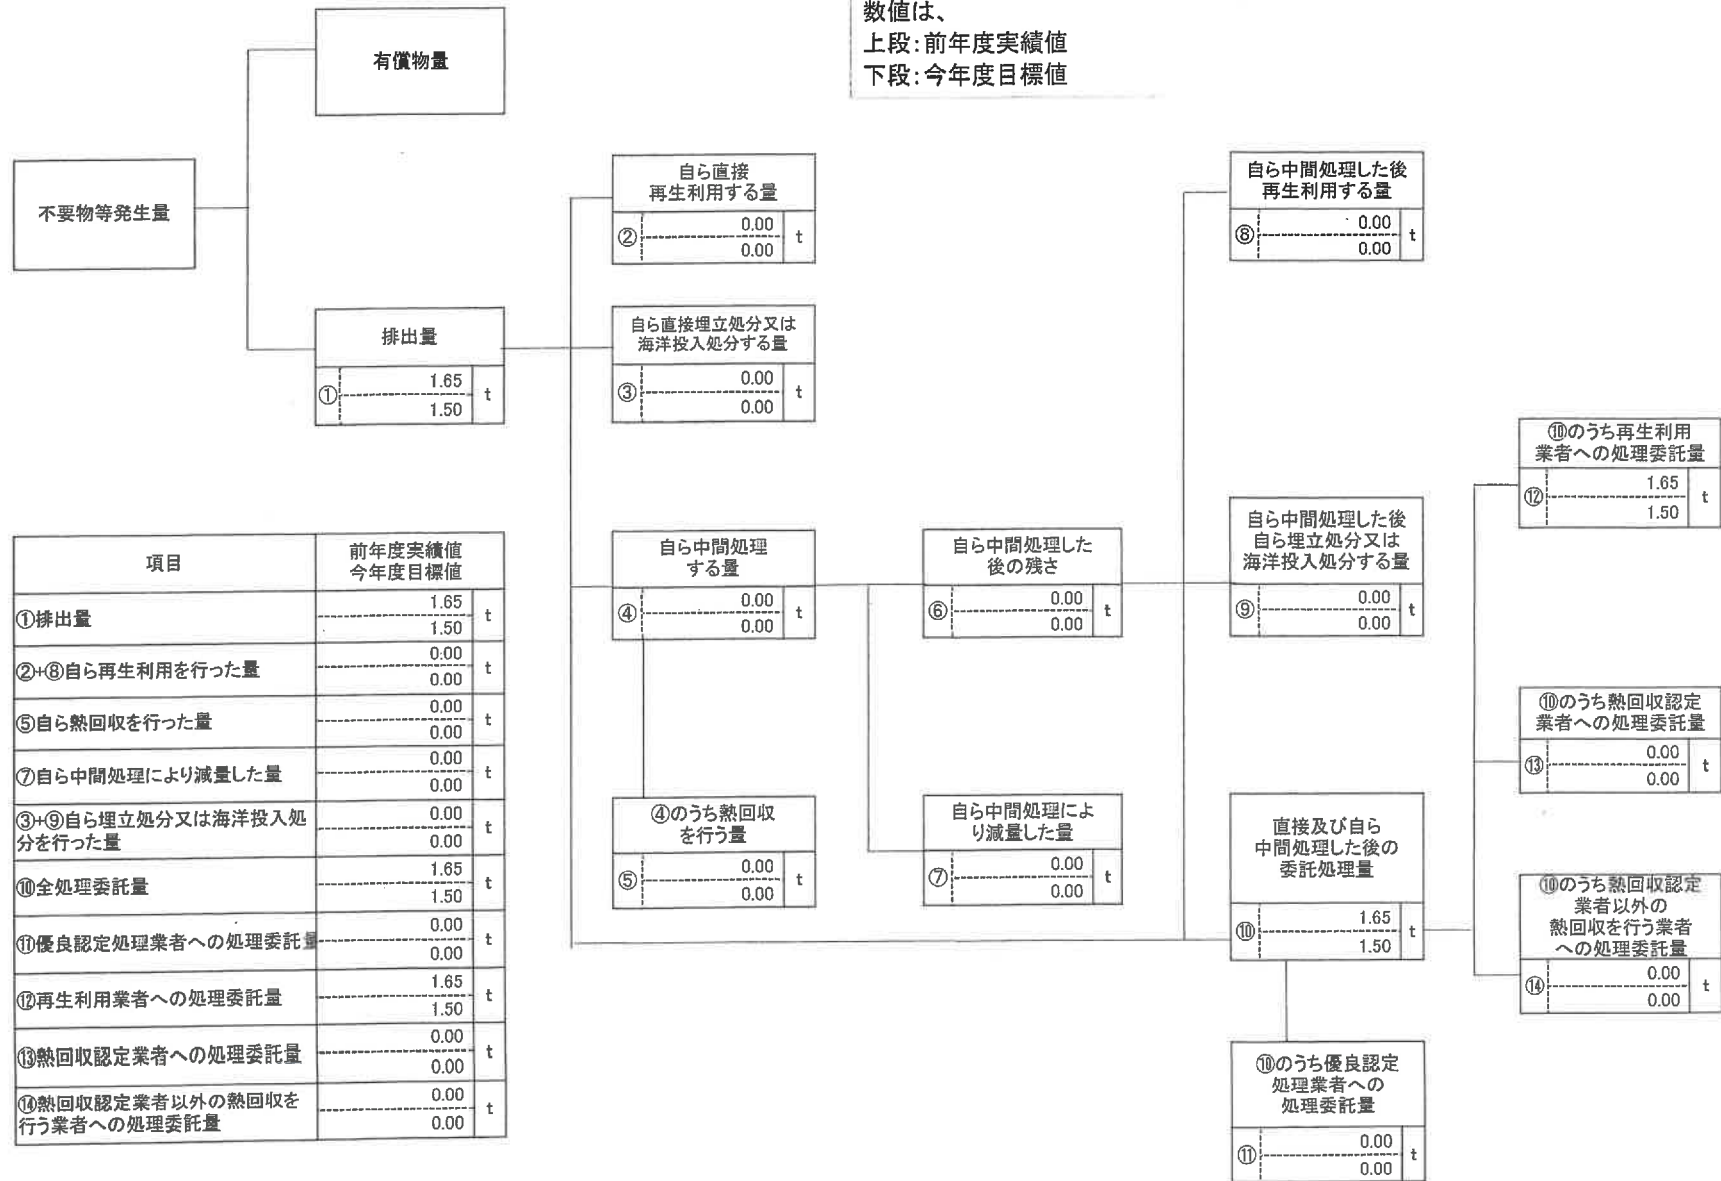 数値は、
上段:前年度実績値
下段:今年度目標値
有償物量
不要物等発生量
排出量
① 1.65 t
1.50
自ら直接
再生利用する量
② 0.00 t
0.00
自ら直接埋立処分又は
海洋投入処分する量
③ 0.00 t
0.00
自ら中間処理
する量
④ 0.00 t
0.00
④のうち熱回収
を行う量
⑤ 0.00 t
0.00
自ら中間処理した
後の残さ
⑥ 0.00 t
0.00
自ら中間処理によ
り減量した量
⑦ 0.00 t
0.00
自ら中間処理した後
再生利用する量
⑧ 0.00 t
0.00
自ら中間処理した後
自ら埋立処分又は
海洋投入処分する量
⑨ 0.00 t
0.00
直接及び自ら
中間処理した後の
委託処理量
⑩ 1.65 t
1.50
⑩のうち優良認定
処理業者への
処理委託量
⑪ 0.00 t
0.00
⑩のうち再生利用
業者への処理委託量
⑫ 1.65 t
1.50
⑩のうち熱回収認定
業者への処理委託量
⑬ 0.00 t
0.00
⑩のうち熱回収認定
業者以外の
熱回収を行う業者
への処理委託量
⑭ 0.00 t
0.00
項目
前年度実績値
今年度目標値
①排出量 1.65 t
1.50
②+⑧自ら再生利用を行った量 0.00 t
0.00
⑤自ら熱回収を行った量 0.00 t
0.00
⑦自ら中間処理により減量した量 0.00 t
0.00
③+⑨自ら埋立処分又は海洋投入処 0.00 t
分を行った量 0.00
⑩全処理委託量 1.65 t
1.50
⑪優良認定処理業者への処理委託量 0.00 t
0.00
⑫再生利用業者への処理委託量 1.65 t
1.50
⑬熱回収認定業者への処理委託量 0.00 t
0.00
⑭熱回収認定業者以外の熱回収を 0.00 t
行う業者への処理委託量 0.00